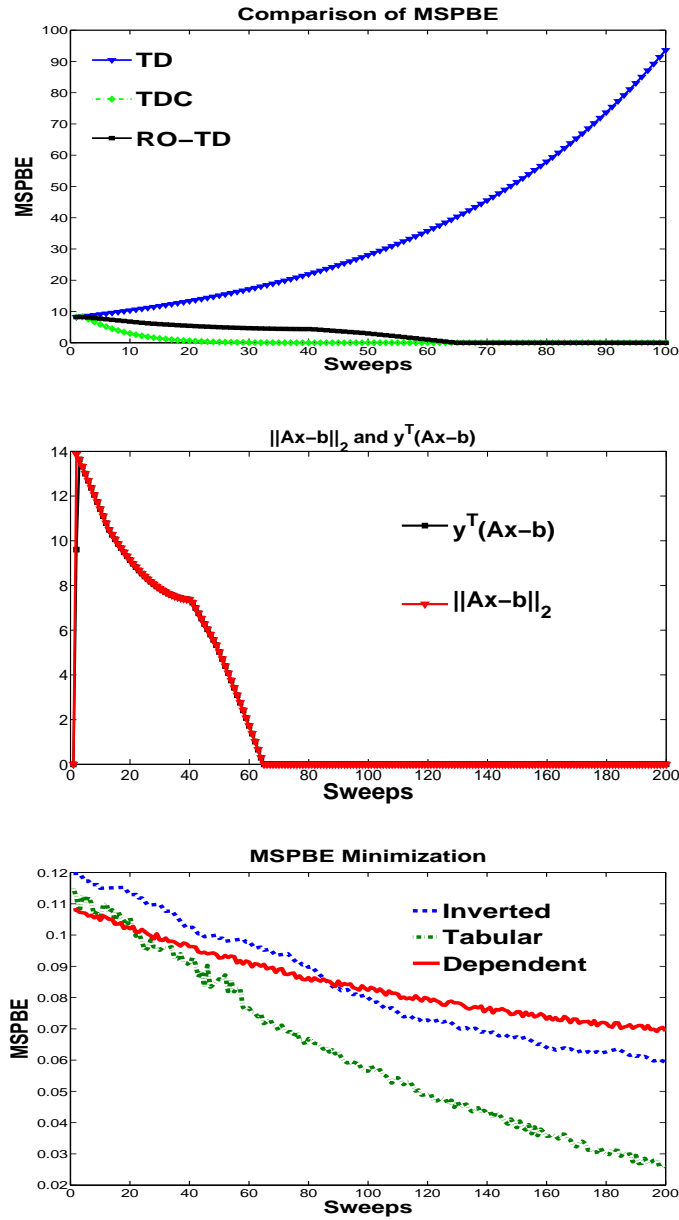 Comparison of MSPBE
100
90
80
70
60
50
40
30
20
10
0
MSPBE
TD
TDC
RO−TD
0 10 20 30 40 50 60 70 80 90 100
Sweeps
||Ax−b||₂ and yᵀ(Ax−b)
14
12
10
8
6
4
2
0
yᵀ(Ax−b)
||Ax−b||₂
0 20 40 60 80 100 120 140 160 180 200
Sweeps
MSPBE Minimization
0.12
0.11
0.1
0.09
0.08
0.07
0.06
0.05
0.04
0.03
0.02
MSPBE
Inverted
Tabular
Dependent
0 20 40 60 80 100 120 140 160 180 200
Sweeps